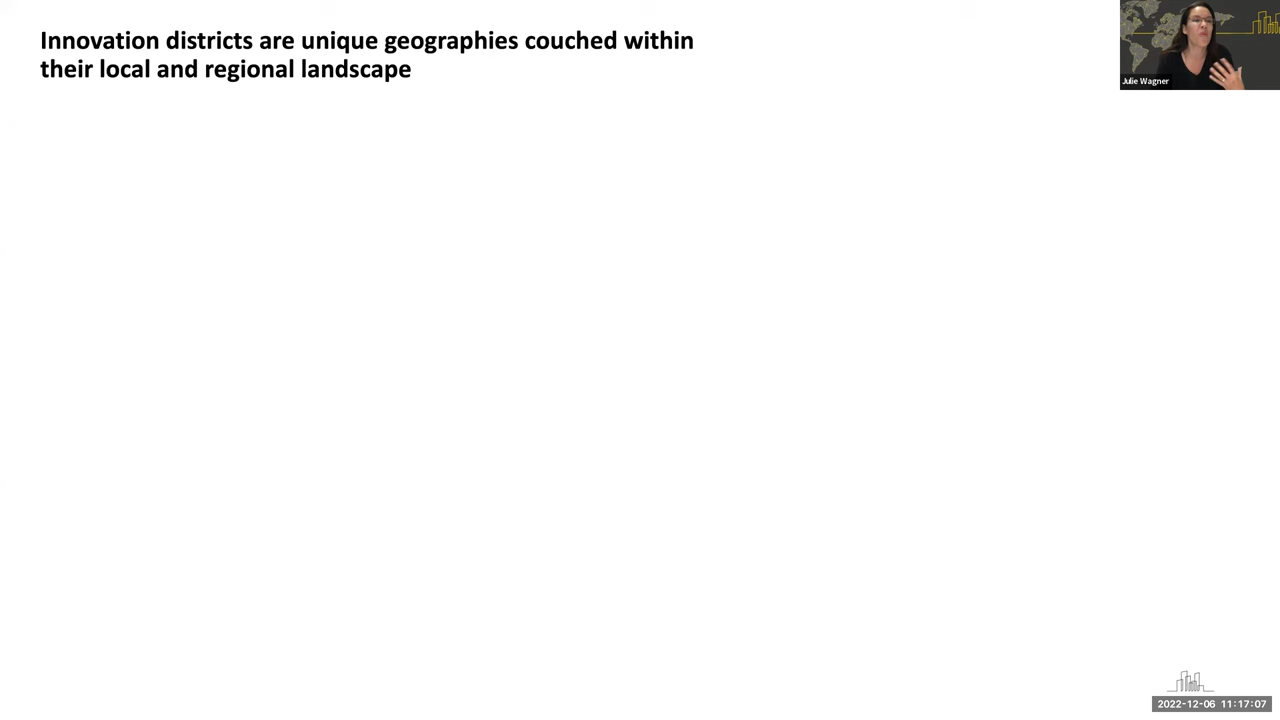 Innovation districts are unique geographies couched within
their local and regional landscape
Julie Wagner
2022-12-06 11:17:07